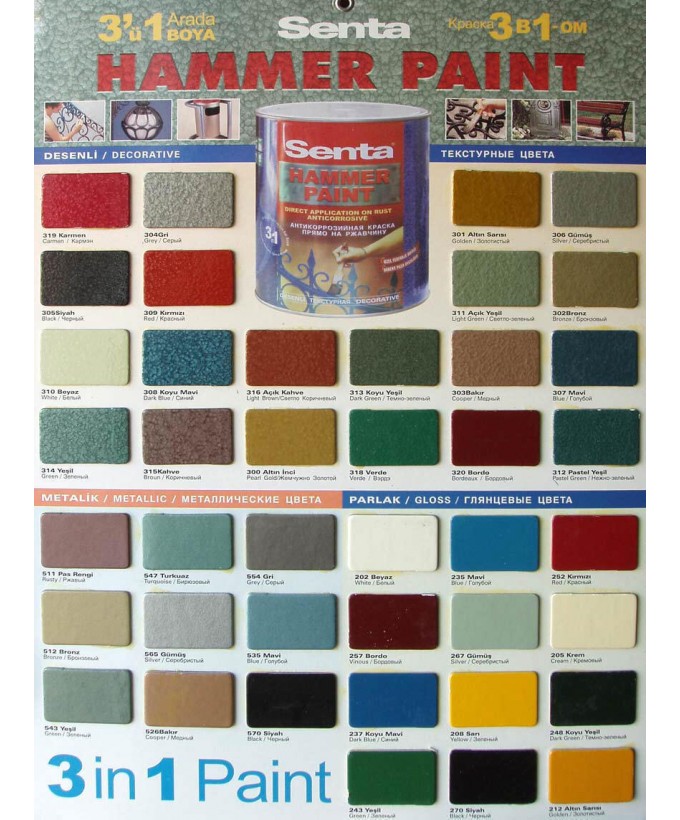 3'ü 1 Arada BOYA
Senta
Краска 3 в 1-ом
HAMMER PAINT
DESENLİ / DECORATIVE
ТЕКСТУРНЫЕ ЦВЕТА
Senta
HAMMER PAINT
DIRECT APPLICATION ON RUST
ANTICORROSIVE
АНТИКОРРОЗИЙНАЯ КРАСКА
ПРЯМО НА РЖАВЧИНУ
3in1
DESENLİ ТЕКСТУРНАЯ DECORATIVE
319 Karmen
Carmen / Кармэн
304Gri
Grey / Серый
301 Altın Sarısı
Golden / Золотистый
306 Gümüş
Silver / Серебристый
305Siyah
Black / Черный
309 Kırmızı
Red / Красный
311 Açık Yeşil
Light Green / Светло-зеленый
302Bronz
Bronze / Бронзовый
310 Beyaz
White / Белый
308 Koyu Mavi
Dark Blue / Синий
316 Açık Kahve
Light Brown/Светло Коричневый
313 Koyu Yeşil
Dark Green / Темно-зеленый
303Bakır
Cooper / Медный
307 Mavi
Blue / Голубой
314 Yeşil
Green / Зеленый
315Kahve
Broun / Коричневый
300 Altın İnci
Pearl Gold/Жемчужно Золотой
318 Verde
Verde / Вэрдэ
320 Bordo
Bordeaux / Бордовый
312 Pastel Yeşil
Pastel Green / Нежно-зеленый
METALİK / METALLIC / МЕТАЛЛИЧЕСКИЕ ЦВЕТА
PARLAK / GLOSS / ГЛЯНЦЕВЫЕ ЦВЕТА
511 Pas Rengi
Rusty / Ржавый
547 Turkuaz
Turquoise / Бирюзовый
554 Gri
Grey / Серый
202 Beyaz
White / Белый
235 Mavi
Blue / Голубой
252 Kırmızı
Red / Красный
512 Bronz
Bronze / Бронзовый
565 Gümüş
Silver / Серебристый
535 Mavi
Blue / Голубой
257 Bordo
Vinous / Бордовый
267 Gümüş
Silver / Серебристый
205 Krem
Cream / Кремовый
543 Yeşil
Green / Зеленый
526Bakır
Cooper / Медный
570 Siyah
Black / Черный
237 Koyu Mavi
Dark Blue / Синий
208 Sarı
Yellow / Зеленый
248 Koyu Yeşil
Dark Green / Темно-зеленый
243 Yeşil
Green / Зеленый
270 Siyah
Black / Черный
212 Altın Sarısı
Golden / Золотистый
3 in 1 Paint